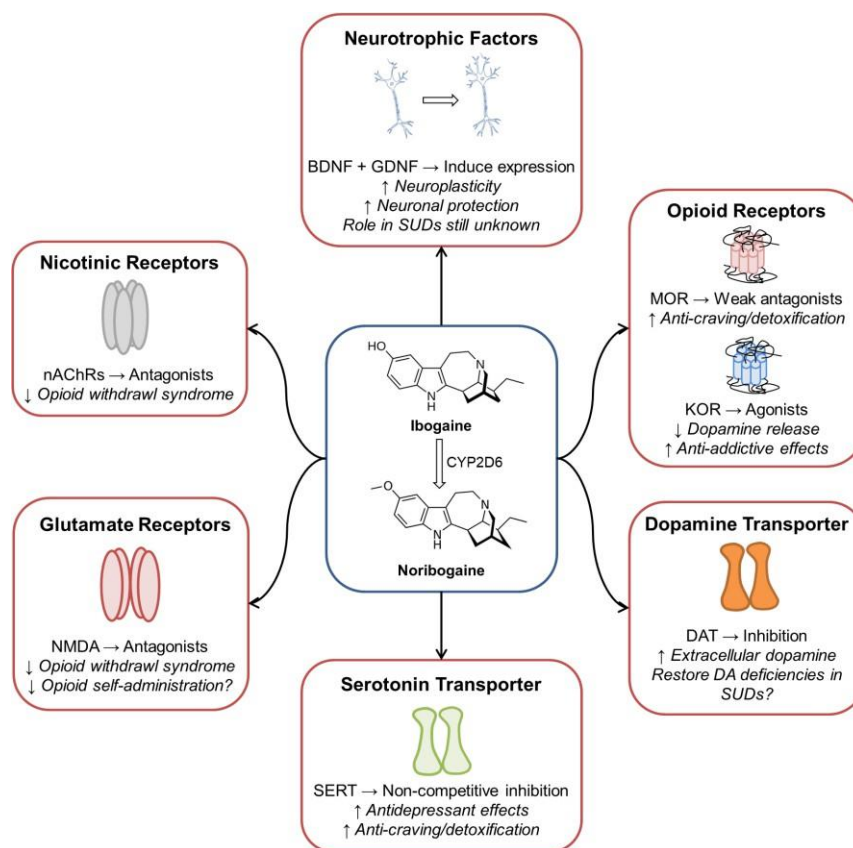 Neurotrophic Factors
BDNF + GDNF → Induce expression
↑ Neuroplasticity
↑ Neuronal protection
Role in SUDs still unknown
Nicotinic Receptors
nAChRs → Antagonists
↓ Opioid withdrawl syndrome
Opioid Receptors
MOR → Weak antagonists
↑ Anti-craving/detoxification
KOR → Agonists
↓ Dopamine release
↑ Anti-addictive effects
HO
N
N
H
Ibogaine
CYP2D6
O
N
N
H
Noribogaine
Glutamate Receptors
NMDA → Antagonists
↓ Opioid withdrawl syndrome
↓ Opioid self-administration?
Dopamine Transporter
DAT → Inhibition
↑ Extracellular dopamine
Restore DA deficiencies in
SUDs?
Serotonin Transporter
SERT → Non-competitive inhibition
↑ Antidepressant effects
↑ Anti-craving/detoxification